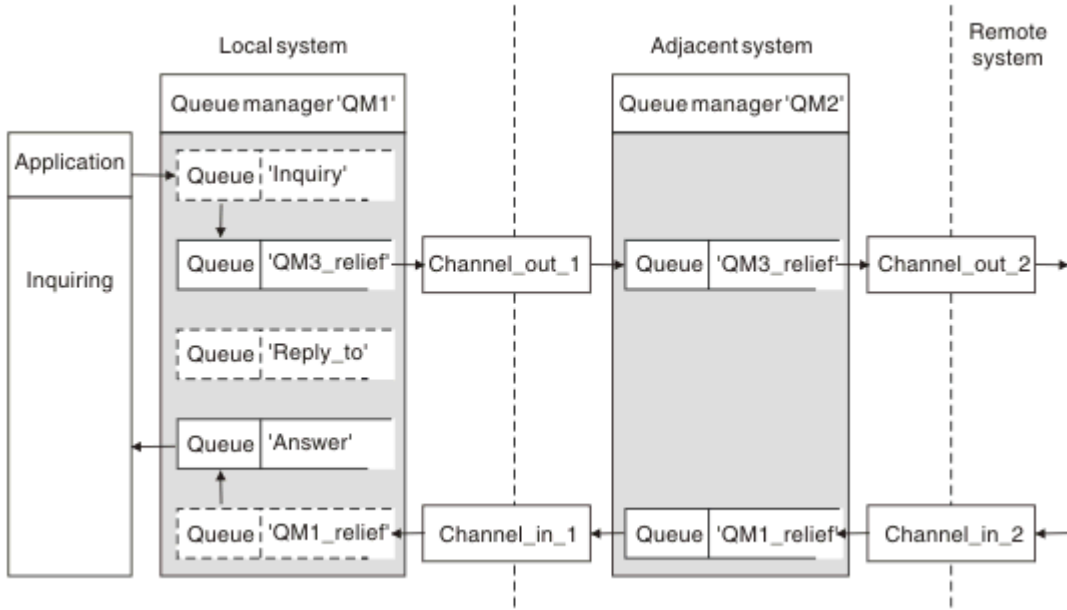 Local system
Adjacent system
Remote
system
Queue manager 'QM1'
Queue manager 'QM2'
Application
Inquiring
Queue 'Inquiry'
Queue 'QM3_relief'
Channel_out_1
Queue 'QM3_relief'
Channel_out_2
Queue 'Reply_to'
Queue 'Answer'
Queue 'QM1_relief'
Channel_in_1
Queue 'QM1_relief'
Channel_in_2